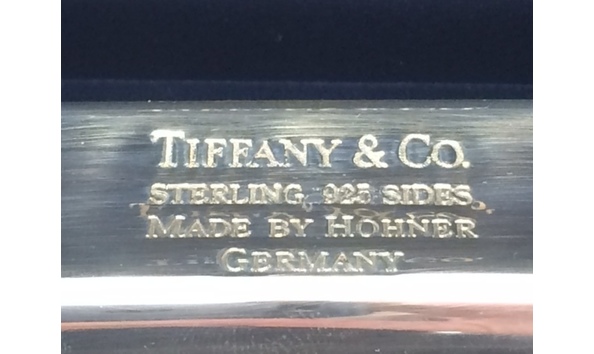 TIFFANY & CO.
STERLING, 925 SIDES.
MADE BY HOHNER
GERMANY